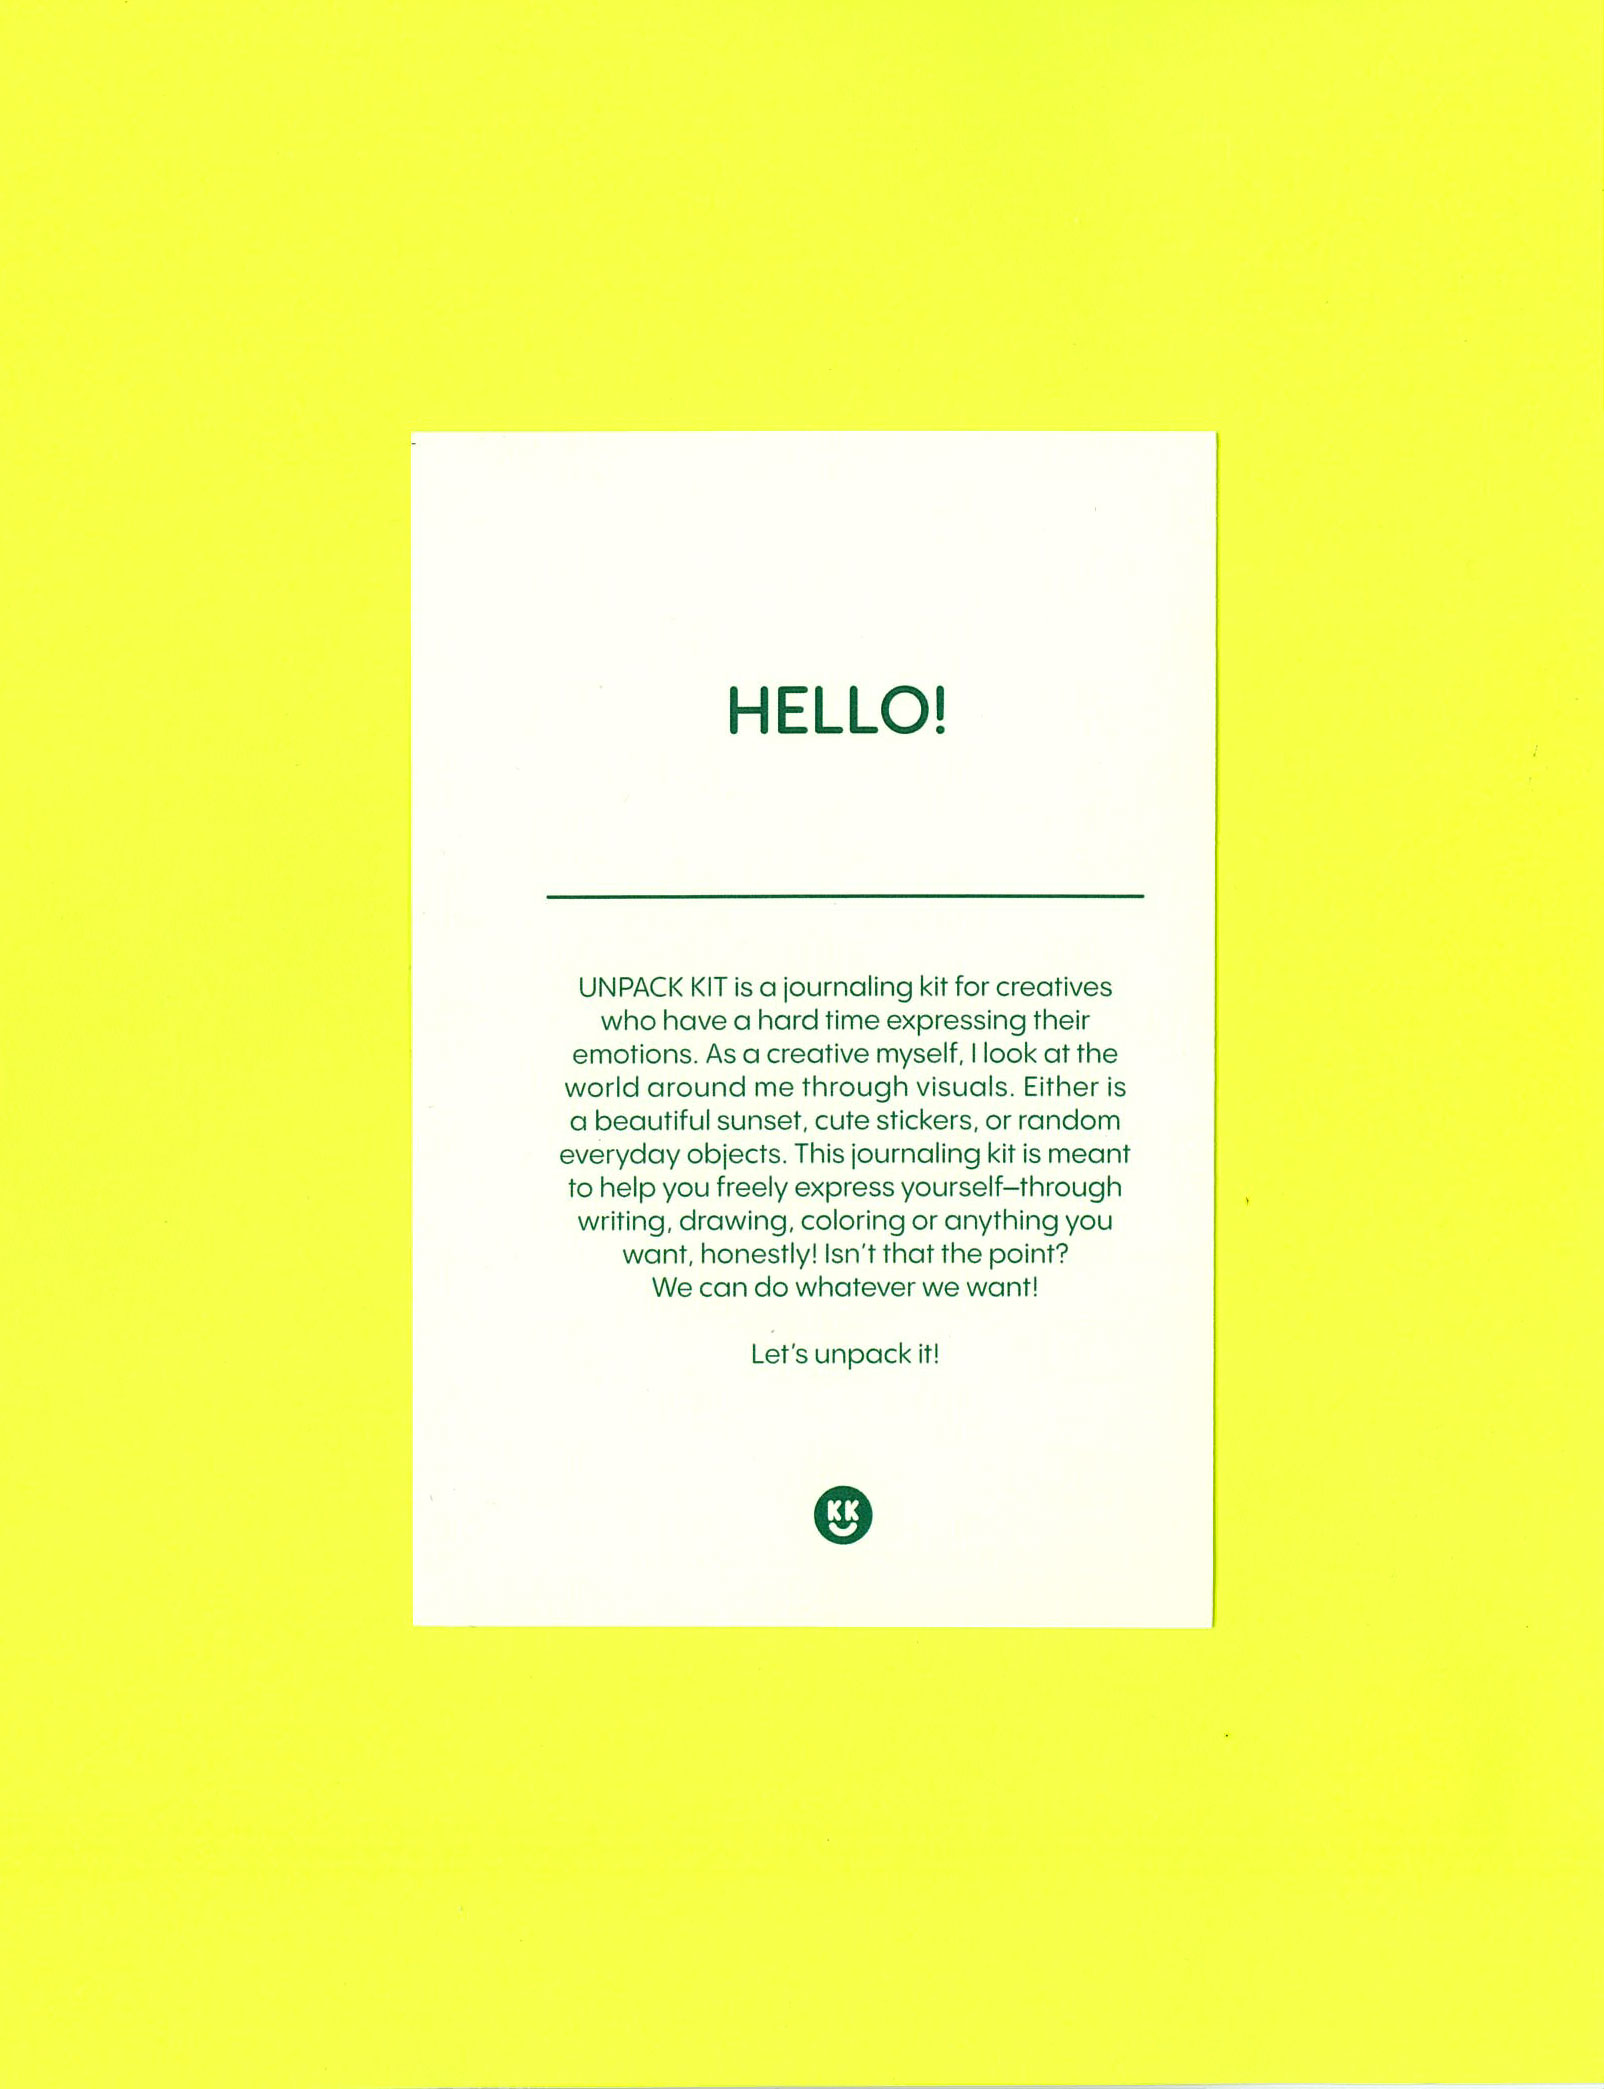 HELLO!
UNPACK KIT is a journaling kit for creatives
who have a hard time expressing their
emotions. As a creative myself, I look at the
world around me through visuals. Either is
a beautiful sunset, cute stickers, or random
everyday objects. This journaling kit is meant
to help you freely express yourself–through
writing, drawing, coloring or anything you
want, honestly! Isn't that the point?
We can do whatever we want!
Let's unpack it!
KK